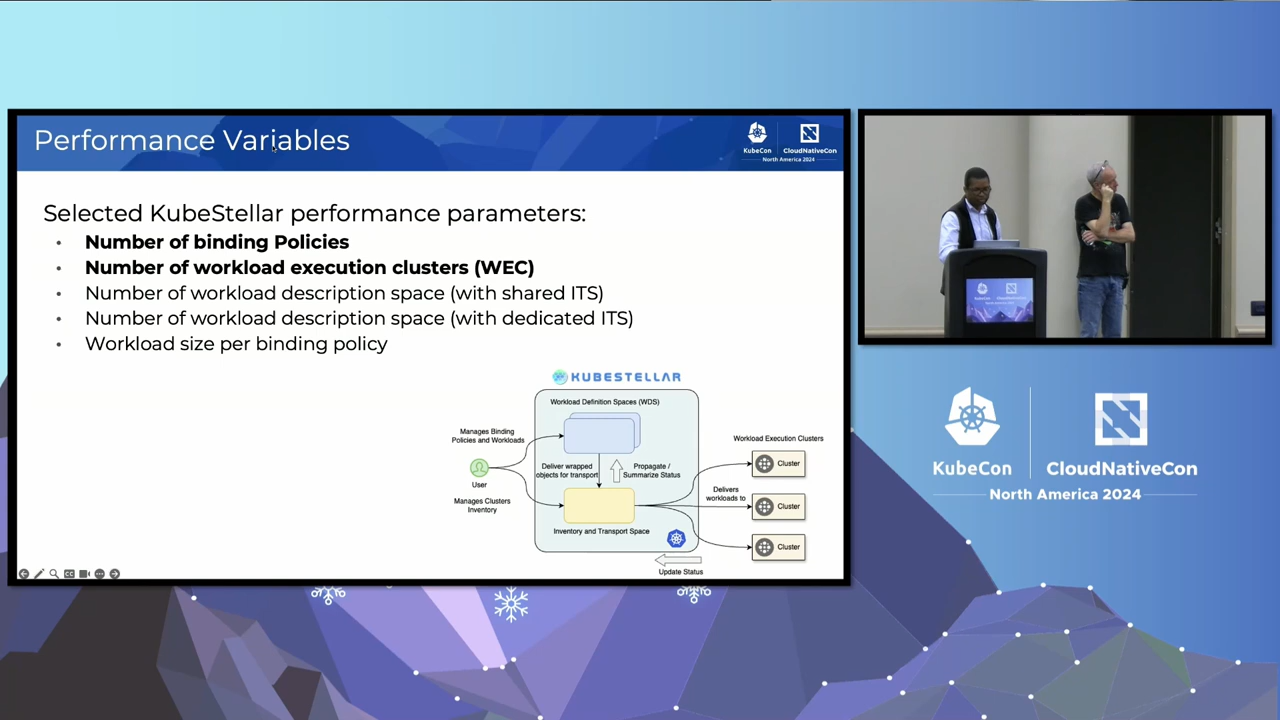 Performance Variables
KubeCon
CloudNativeCon
North America 2024
Selected KubeStellar performance parameters:
• Number of binding Policies
• Number of workload execution clusters (WEC)
• Number of workload description space (with shared ITS)
• Number of workload description space (with dedicated ITS)
• Workload size per binding policy
KUBESTELLAR
Workload Definition Spaces (WDS)
Manages Binding
Policies and Workloads
User
Manages Clusters
Inventory
Deliver wrapped
objects for transport
Propagate /
Summarize Status
Inventory and Transport Space
Delivers
workloads to
Workload Execution Clusters
Cluster
Cluster
Cluster
Update Status
KubeCon
CloudNativeCon
North America 2024